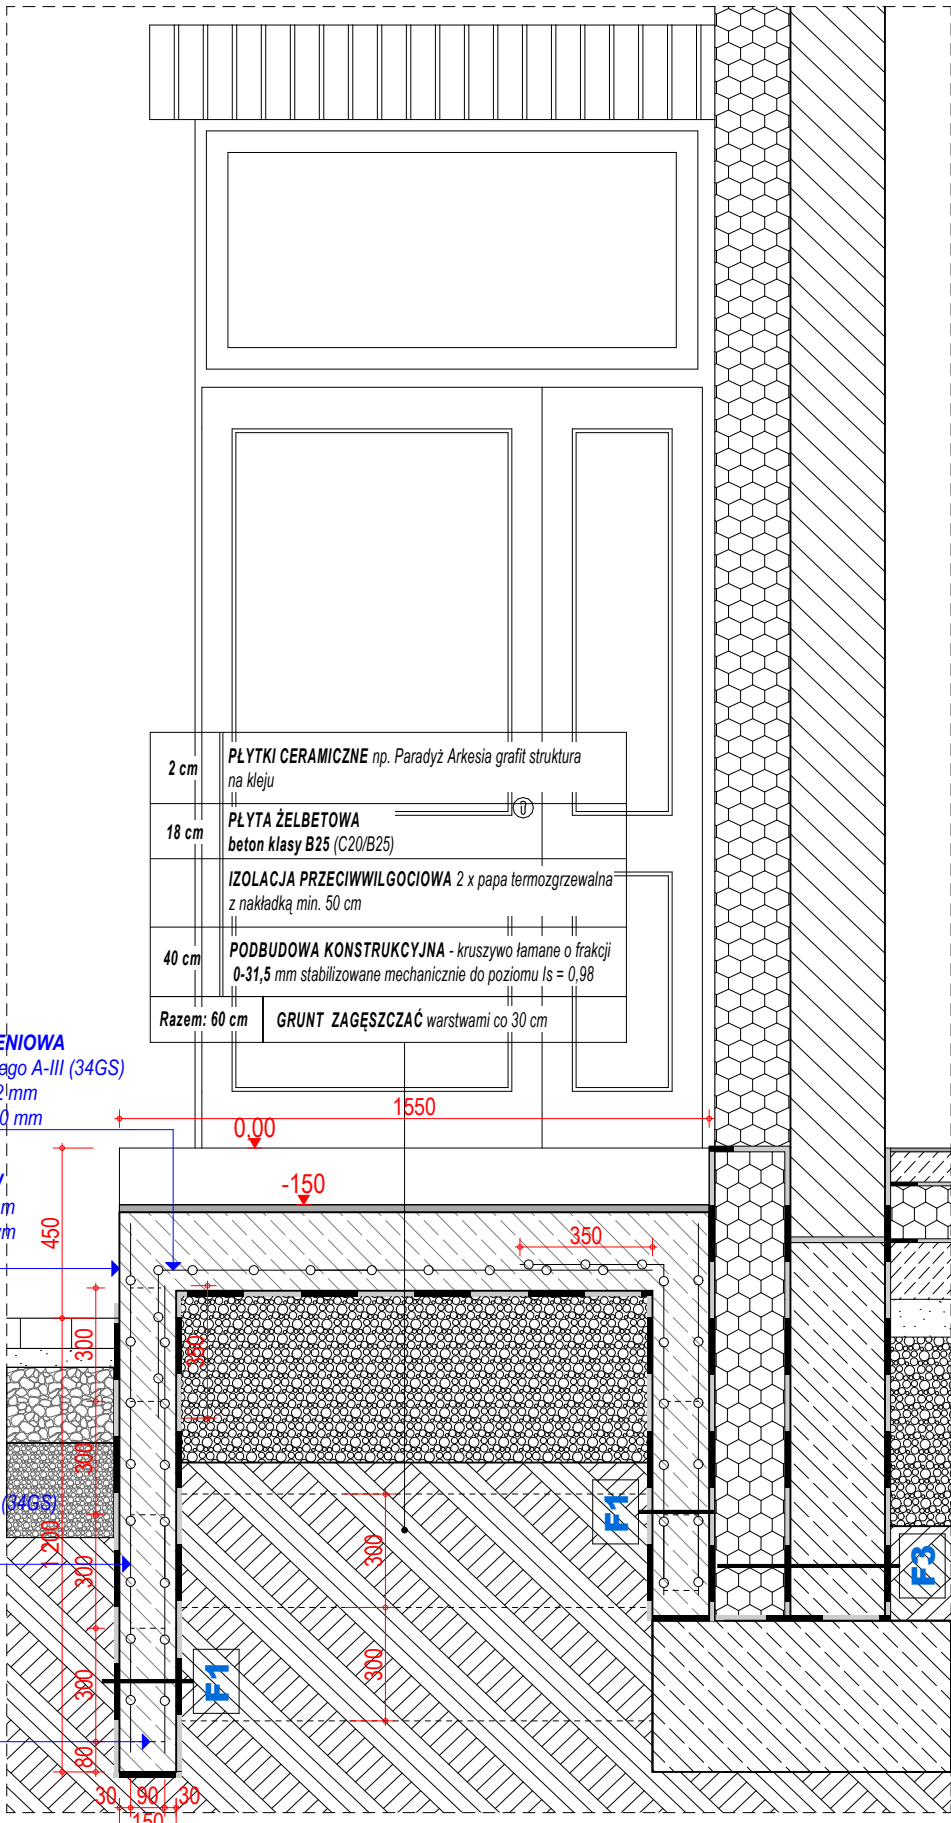 2 cm
PŁYTKI CERAMICZNE np. Paradyż Arkesia grafit struktura
na kleju
18 cm
PŁYTA ŻELBETOWA
beton klasy B25 (C20/B25)
IZOLACJA PRZECIWWILGOCIOWA 2 x papa termozgrzewalna
z nakładką min. 50 cm
40 cm
PODBUDOWA KONSTRUKCYJNA - kruszywo łamane o frakcji
0-31,5 mm stabilizowane mechanicznie do poziomu Is = 0,98
Razem: 60 cm
GRUNT ZAGĘSZCZAĆ warstwami co 30 cm
ENIOWA
ego A-III (34GS)
2 mm
0 mm
1550
0,00
-150
450
350
300
350
300
(34GS)
1 200
300
300
F1
F3
300
300
F1
80
30 90 30
150